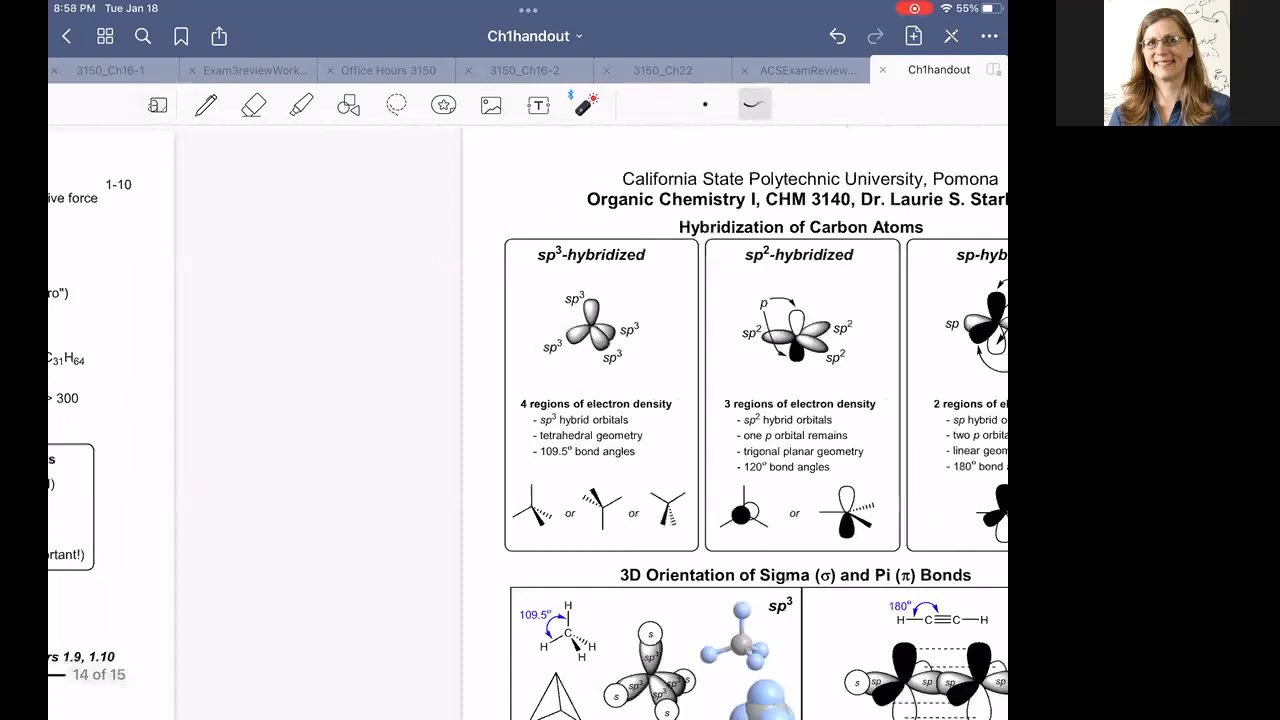 8:58 PM Tue Jan 18
55%
Ch1handout
3150_Ch16-1
Exam3reviewWork...
Office Hours 3150
3150_Ch16-2
3150_Ch22
ACSExamReview...
Ch1handout
T
1-10
ive force
ro")
C31H64
> 300
s
)
rtant!)
rs 1.9, 1.10
14 of 15
California State Polytechnic University, Pomona
Organic Chemistry I, CHM 3140, Dr. Laurie S. Starl
Hybridization of Carbon Atoms
sp³-hybridized
sp³
sp³
sp³
sp³
4 regions of electron density
- sp³ hybrid orbitals
- tetrahedral geometry
- 109.5° bond angles
or
or
sp²-hybridized
p
sp²
sp²
sp²
3 regions of electron density
- sp² hybrid orbitals
- one p orbital remains
- trigonal planar geometry
- 120° bond angles
or
sp-hyb
sp
2 regions of el
- sp hybrid o
- two p orbita
- linear geom
- 180° bond
3D Orientation of Sigma (σ) and Pi (π) Bonds
sp³
109.5°
H
C
H
H
H
s
sp³
s
s
s
180°
H—C≡C—H
s
sp
sp
sp
sp